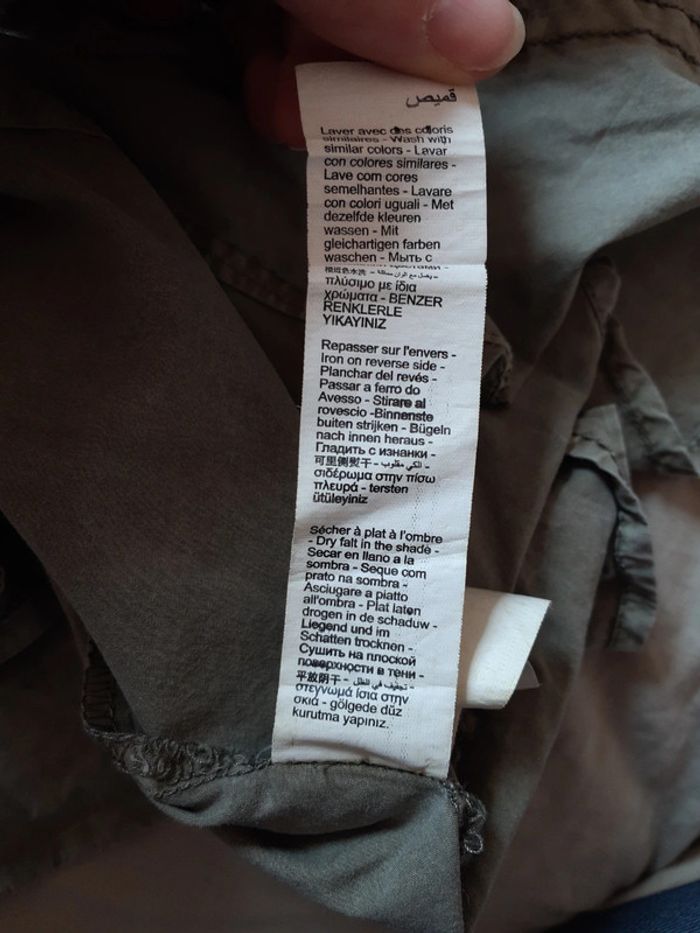 قميص
Laver avec des coloris
similaires - Wash with
similar colors - Lavar
con colores similares -
Lave com cores
semelhantes - Lavare
con colori uguali - Met
dezelfde kleuren
wassen - Mit
gleichartigen farben
waschen - Мыть с
πλύσιμο με ίδια
χρώματα - BENZER
RENKLERLE
YIKAYINIZ
Repasser sur l'envers -
Iron on reverse side -
Planchar del revés -
Passar a ferro do
Avesso - Stirare al
rovescio -Binnenste
buiten strijken - Bügeln
nach innen heraus -
Гладить с изнанки -
可里侧熨干 - الكي مقلوب -
σιδέρωμα στην πίσω
πλευρά - tersten
ütüleyiniz
Sécher à plat à l'ombre
- Dry falt in the shade -
Secar en llano a la
sombra - Seque com
prato na sombra -
Asciugare a piatto
all'ombra - Plat laten
drogen in de schaduw -
Liegend und im
Schatten trocknen -
Сушить на плоской
поверхности в тени -
平放阴干 - تجفيف في الظل -
στεγνωμά ίσια στην
σκιά - gölgede düz
kurutma yapınız.